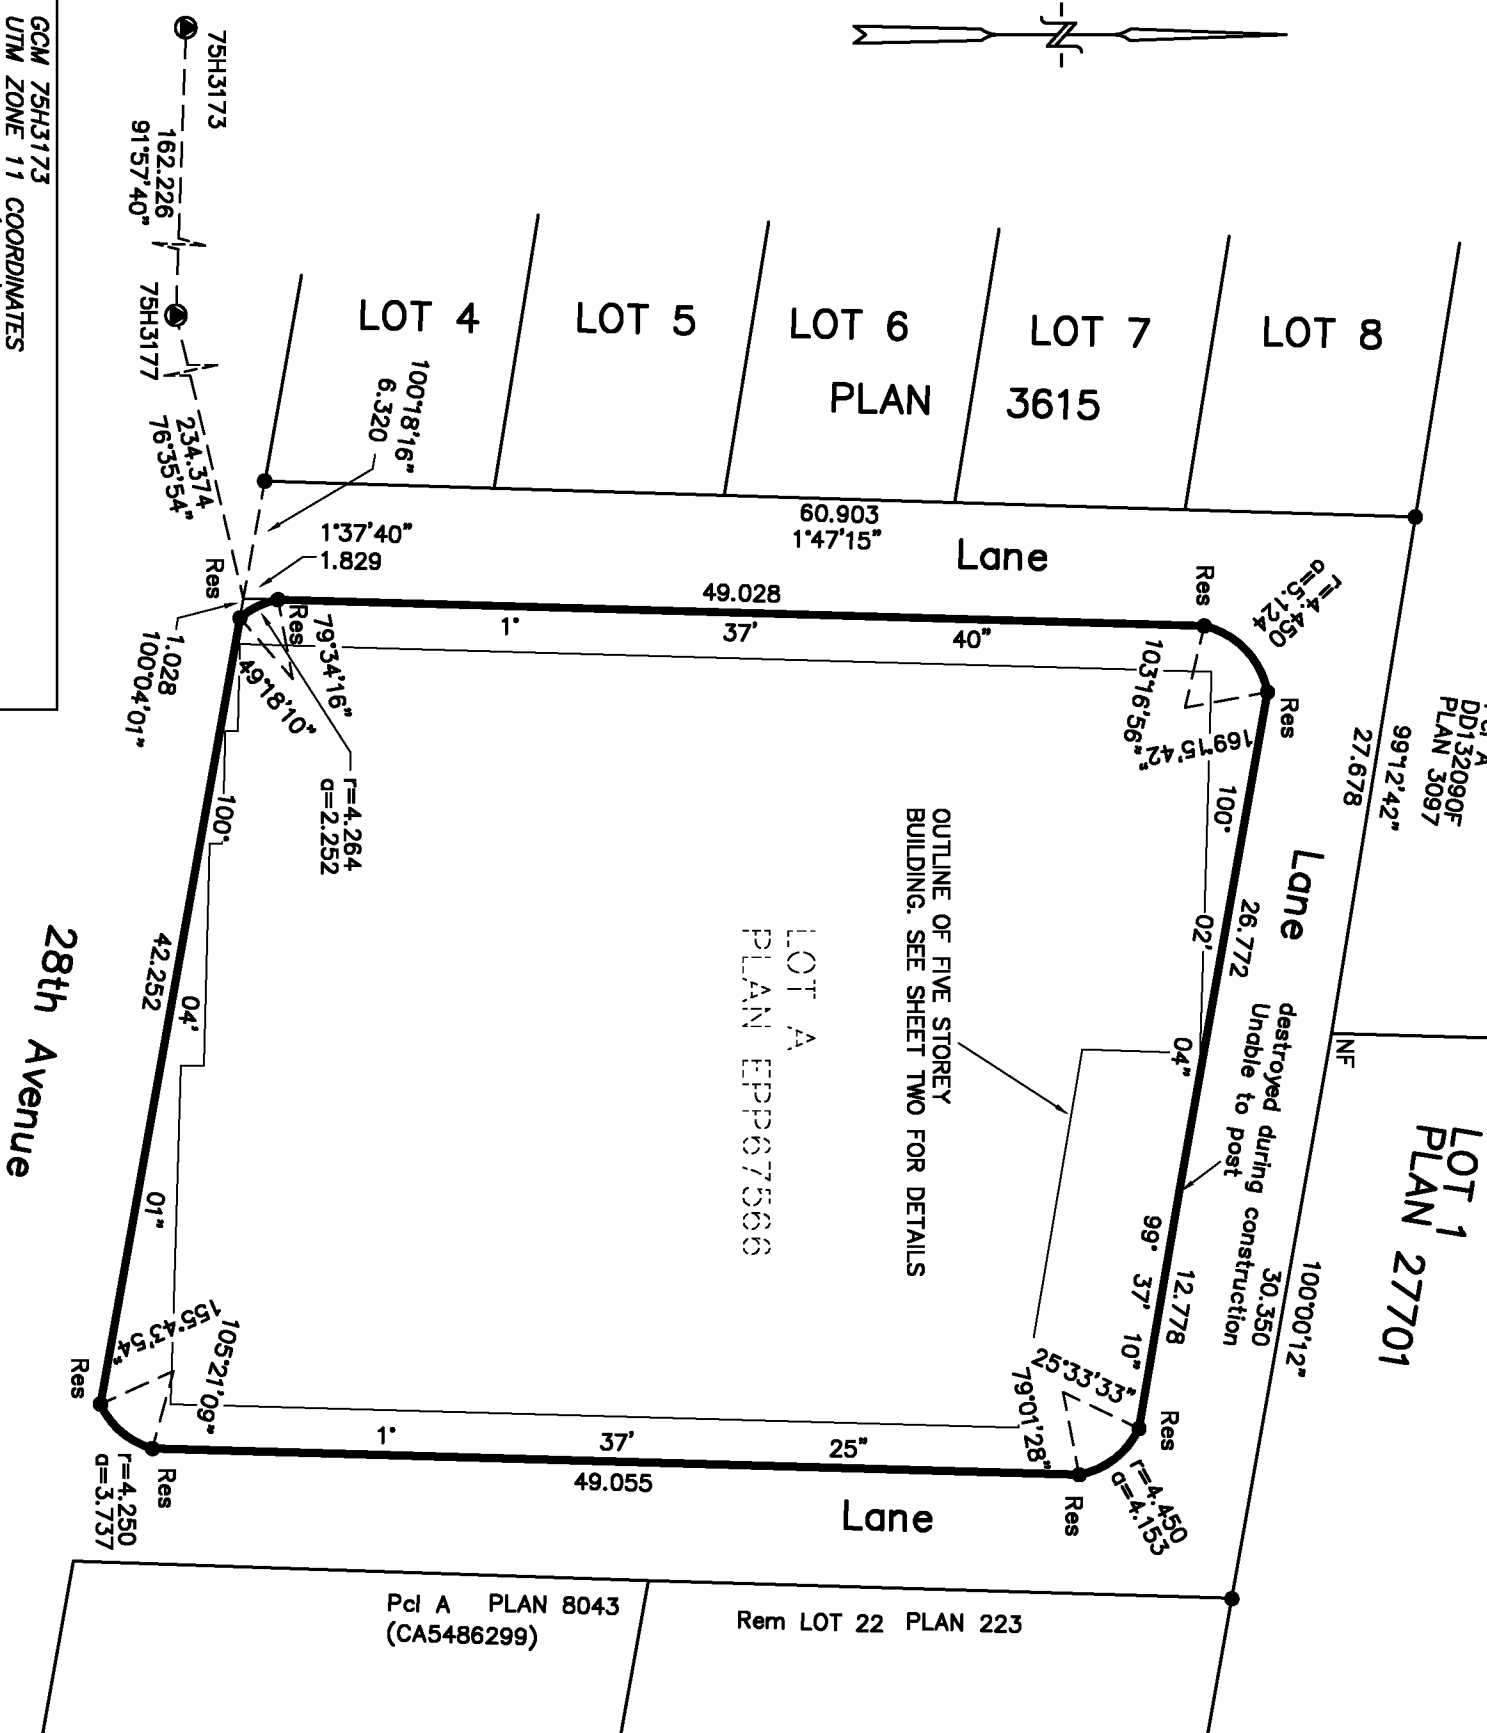 75H3173
162.226
91°57'40"
75H3177
234.374
76°35'54"
GCM 75H3173
UTM ZONE 11 COORDINATES
LOT 4
LOT 5
LOT 6
LOT 7
LOT 8
PLAN 3615
100°18'16"
6.320
60.903
1°47'15"
Lane
1°37'40"
1.829
Res
Res
49.028
1° 37' 40"
Res
r=4.450
a=5.124
Res
103°16'56"
169°15'42"
79°34'16"
49°18'10"
1.028
100°04'01"
r=4.264
a=2.252
DD132090F
PLAN 3097
99°12'42"
27.678
Lane
100° 02' 04"
26.772
destroyed during construction
Unable to post
NF
LOT 1
PLAN 27701
100°00'12"
30.350
99° 37' 10"
12.778
OUTLINE OF FIVE STOREY
BUILDING. SEE SHEET TWO FOR DETAILS
LOT A
PLAN EPP67566
100° 04' 01"
42.252
28th Avenue
155°43'54"
105°21'09"
Res
Res
r=4.250
a=3.737
1° 37' 25"
49.055
25°33'33"
79°01'28"
Res
Res
r=4.450
a=4.153
Lane
Pcl A PLAN 8043
(CA5486299)
Rem LOT 22 PLAN 223